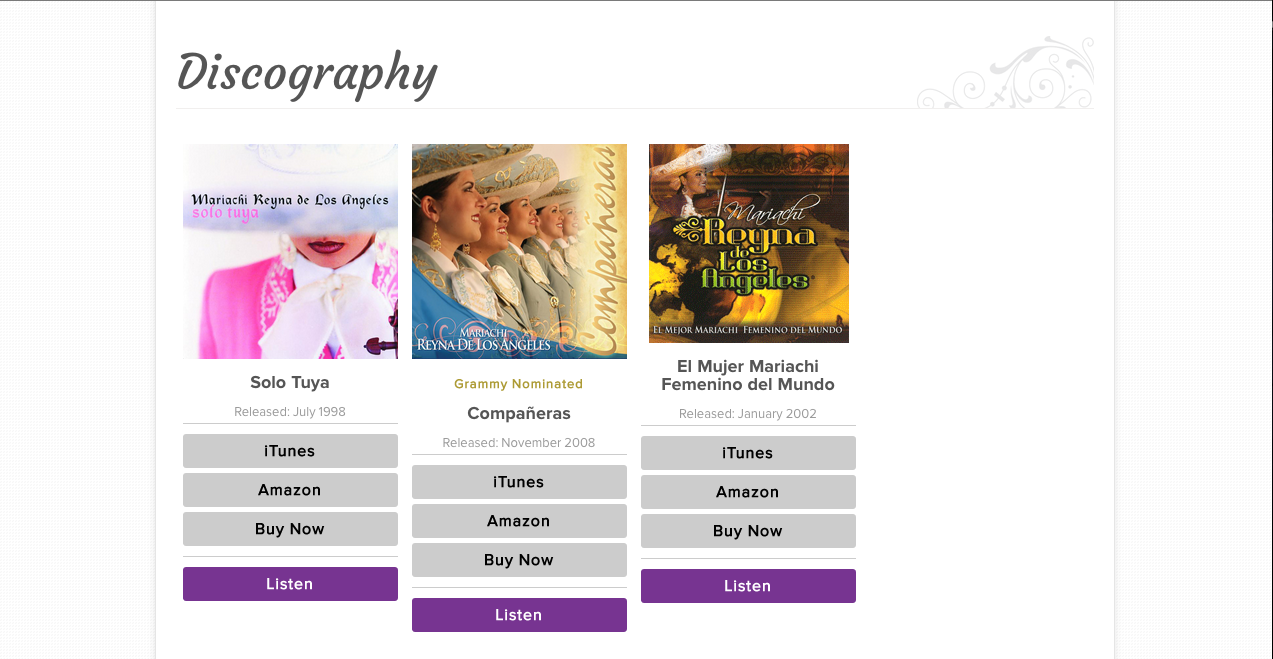 Discography
Mariachi Reyna de Los Angeles
solo tuya
Solo Tuya
Released: July 1998
iTunes
Amazon
Buy Now
Listen
Compañeras
MARIACHI
REYNA DE LOS ANGELES
Grammy Nominated
Compañeras
Released: November 2008
iTunes
Amazon
Buy Now
Listen
Mariachi
Reyna
de
Los
Angeles
EL MEJOR MARIACHI FEMENINO DEL MUNDO
El Mujer Mariachi
Femenino del Mundo
Released: January 2002
iTunes
Amazon
Buy Now
Listen